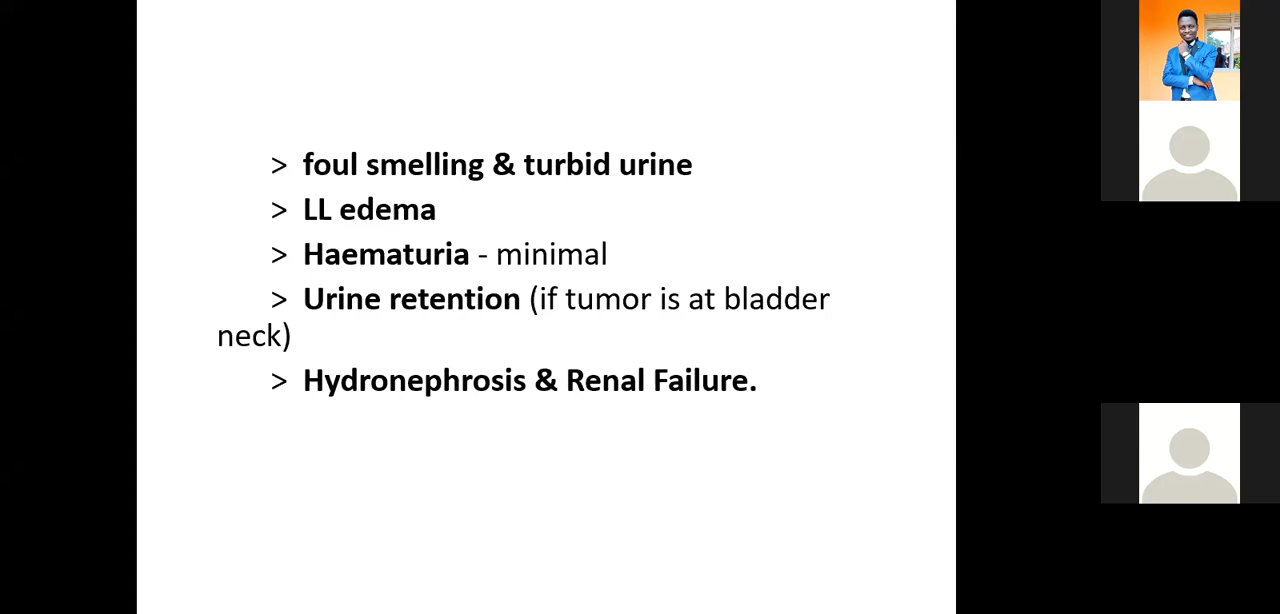 > foul smelling & turbid urine
> LL edema
> Haematuria - minimal
> Urine retention (if tumor is at bladder
neck)
> Hydronephrosis & Renal Failure.